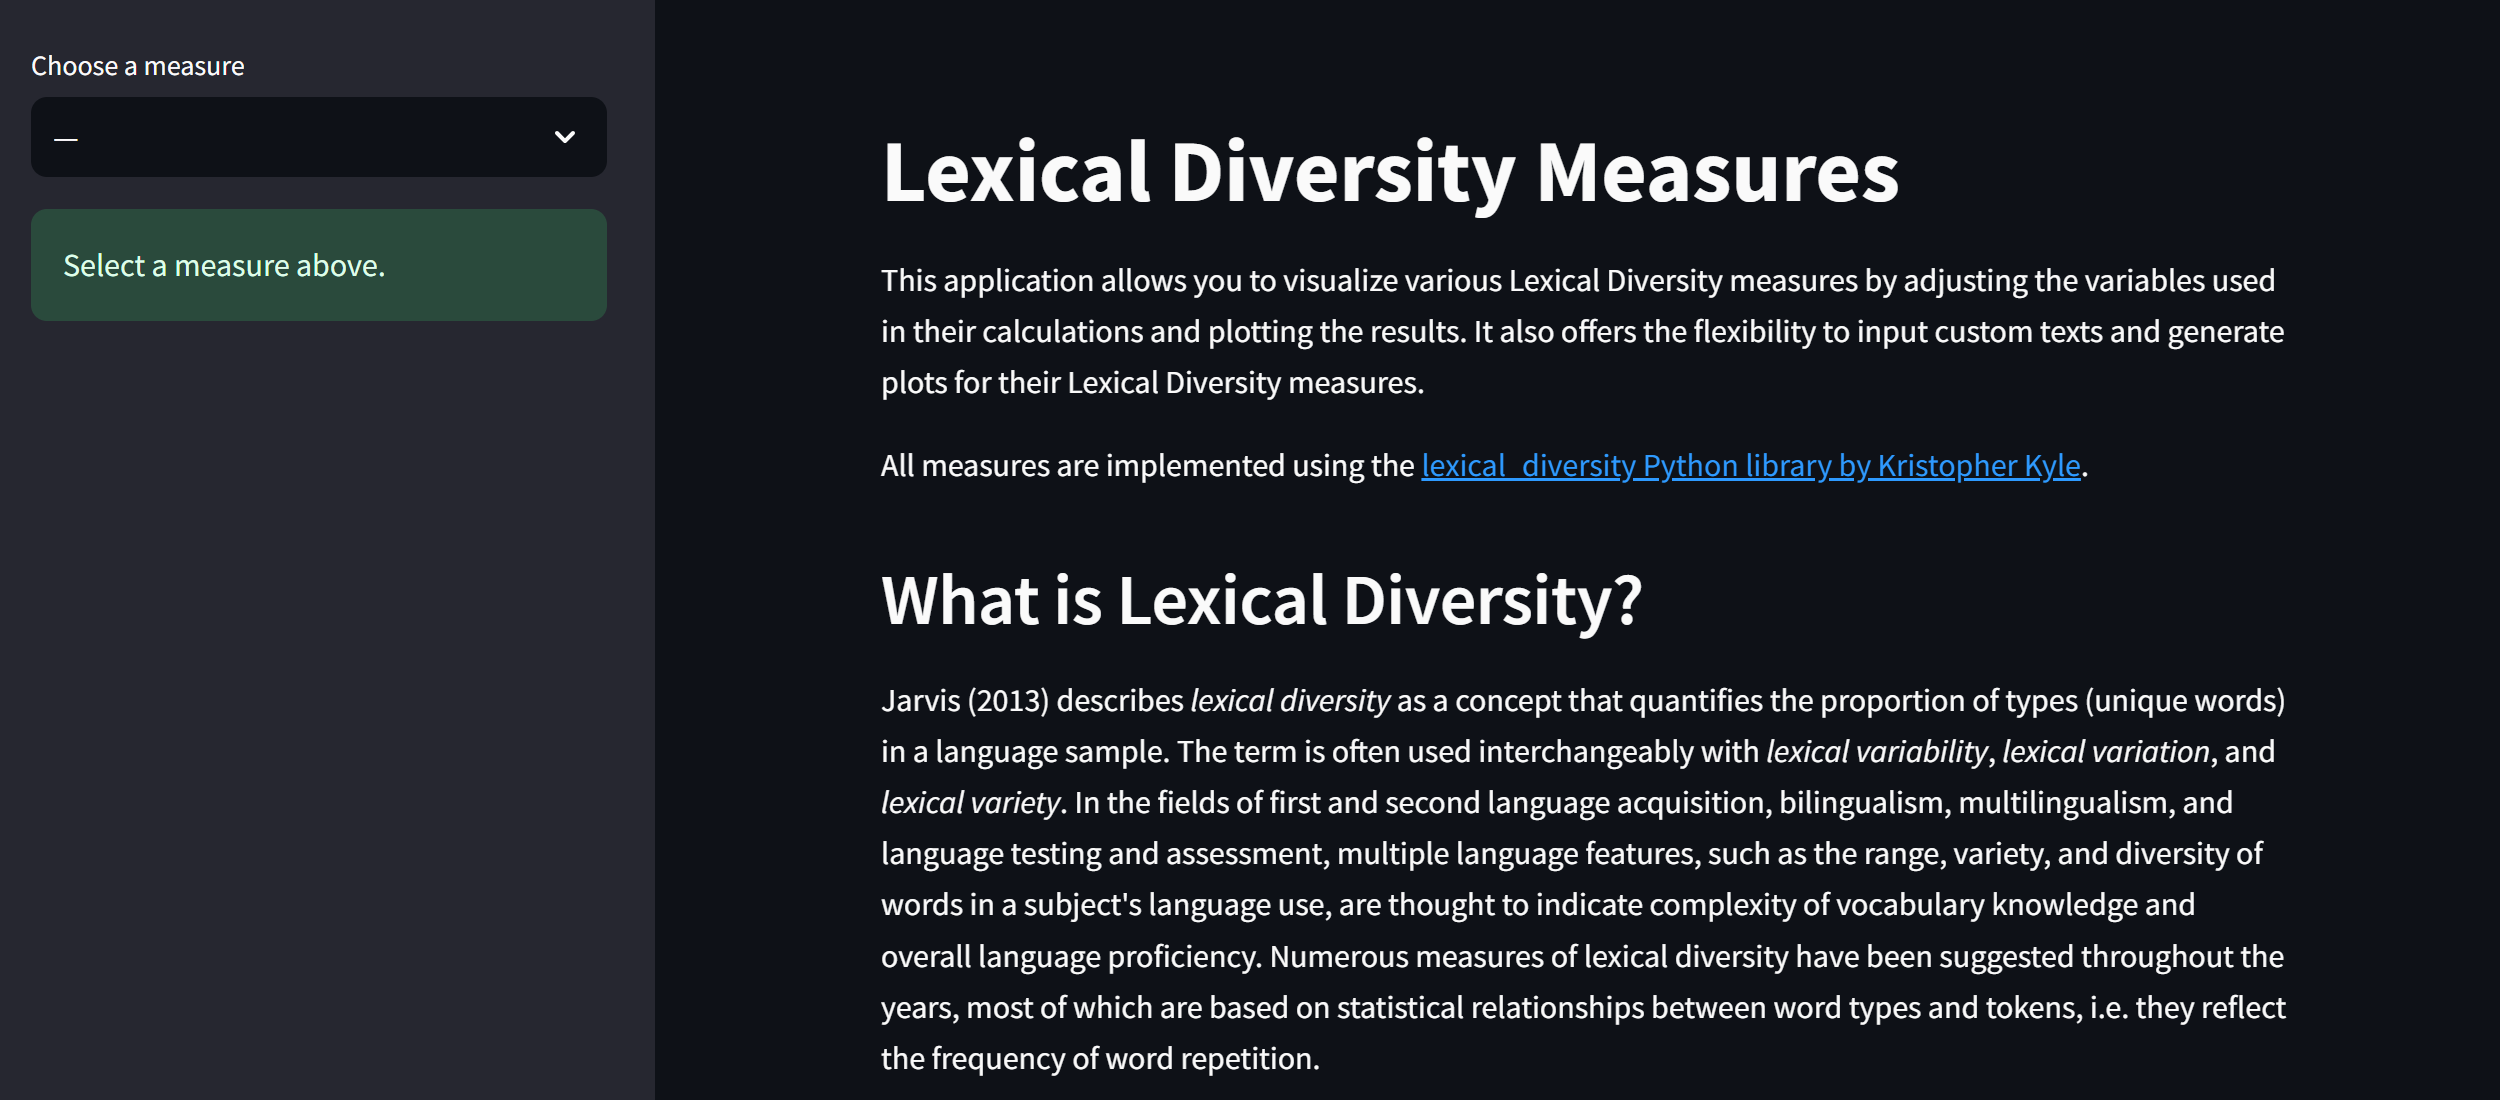 Choose a measure
—
Select a measure above.
Lexical Diversity Measures
This application allows you to visualize various Lexical Diversity measures by adjusting the variables used
in their calculations and plotting the results. It also offers the flexibility to input custom texts and generate
plots for their Lexical Diversity measures.
All measures are implemented using the lexical_diversity Python library by Kristopher Kyle.
What is Lexical Diversity?
Jarvis (2013) describes lexical diversity as a concept that quantifies the proportion of types (unique words)
in a language sample. The term is often used interchangeably with lexical variability, lexical variation, and
lexical variety. In the fields of first and second language acquisition, bilingualism, multilingualism, and
language testing and assessment, multiple language features, such as the range, variety, and diversity of
words in a subject's language use, are thought to indicate complexity of vocabulary knowledge and
overall language proficiency. Numerous measures of lexical diversity have been suggested throughout the
years, most of which are based on statistical relationships between word types and tokens, i.e. they reflect
the frequency of word repetition.